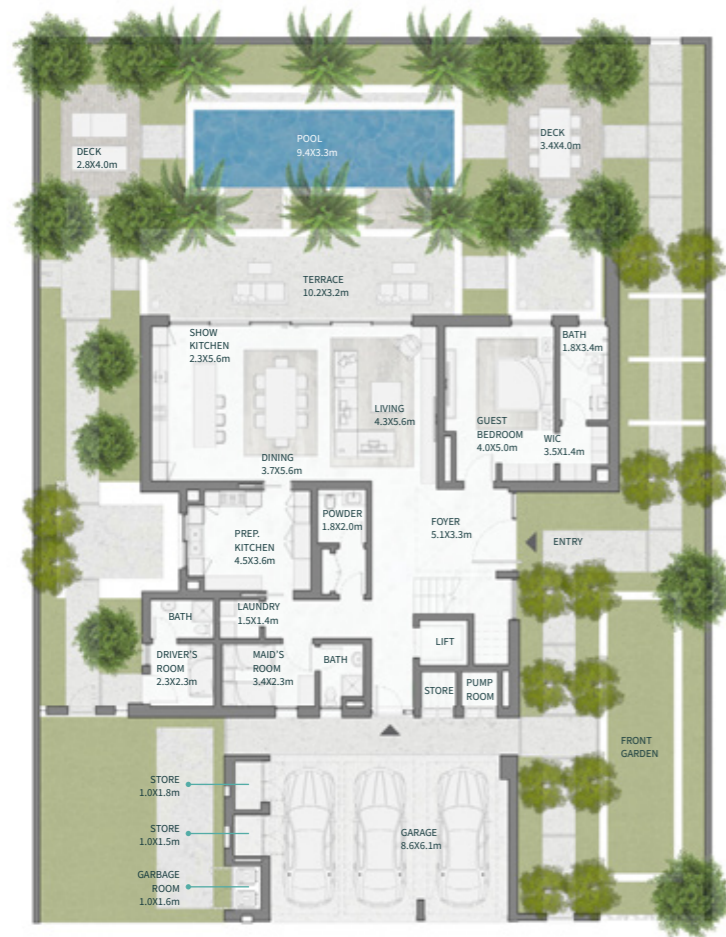 POOL
9.4X3.3m
DECK
2.8X4.0m
DECK
3.4X4.0m
TERRACE
10.2X3.2m
SHOW
KITCHEN
2.3X5.6m
BATH
1.8X3.4m
LIVING
4.3X5.6m
GUEST
BEDROOM
4.0X5.0m
WIC
3.5X1.4m
DINING
3.7X5.6m
POWDER
1.8X2.0m
FOYER
5.1X3.3m
PREP.
KITCHEN
4.5X3.6m
ENTRY
LAUNDRY
1.5X1.4m
BATH
LIFT
DRIVER'S
ROOM
2.3X2.3m
MAID'S
ROOM
3.4X2.3m
BATH
STORE
PUMP
ROOM
FRONT
GARDEN
STORE
1.0X1.8m
STORE
1.0X1.5m
GARAGE
8.6X6.1m
GARBAGE
ROOM
1.0X1.6m